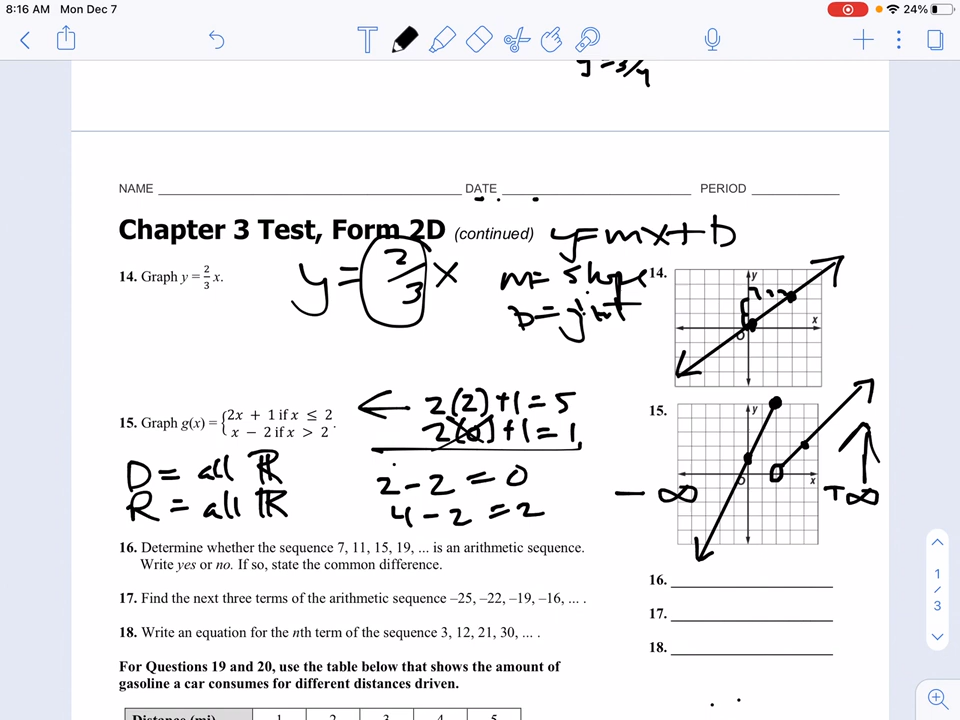 8:16 AM Mon Dec 7
24%
y = 3/4
NAME DATE PERIOD
Chapter 3 Test, Form 2D (continued)
y=mx+b
14. Graph y = 2/3 x.
y = 2/3 x
m= slope
b= yint
14.
y
x
O
15. Graph g(x) = {2x + 1 if x ≤ 2
x − 2 if x > 2.
← 2(2)+1=5
2(0)+1=1
D= all ℝ
R = all ℝ
2-2 =0
4-2 =2
15.
y
x
O
-∞
+∞
16. Determine whether the sequence 7, 11, 15, 19, ... is an arithmetic sequence.
Write yes or no. If so, state the common difference.
17. Find the next three terms of the arithmetic sequence –25, –22, –19, –16, ... .
18. Write an equation for the nth term of the sequence 3, 12, 21, 30, ... .
16.
17.
18.
For Questions 19 and 20, use the table below that shows the amount of
gasoline a car consumes for different distances driven.
Distance (mi) 1 2 3 4 5
1
/
3